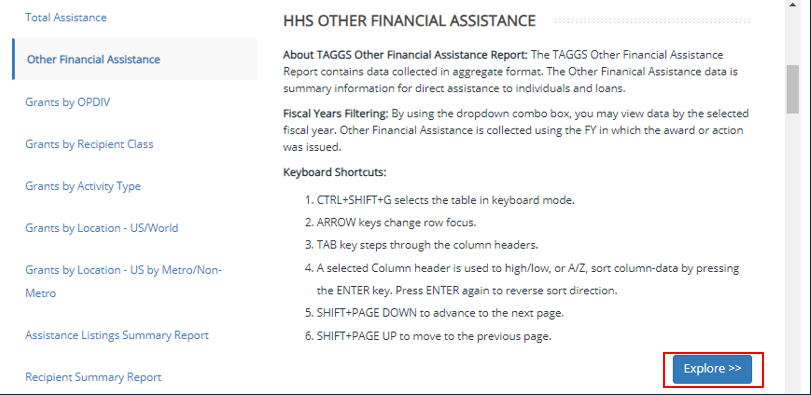 Total Assistance
Other Financial Assistance
Grants by OPDIV
Grants by Recipient Class
Grants by Activity Type
Grants by Location - US/World
Grants by Location - US by Metro/Non-
Metro
Assistance Listings Summary Report
Recipient Summary Report
HHS OTHER FINANCIAL ASSISTANCE
About TAGGS Other Financial Assistance Report: The TAGGS Other Financial Assistance
Report contains data collected in aggregate format. The Other Finanical Assistance data is
summary information for direct assistance to individuals and loans.
Fiscal Years Filtering: By using the dropdown combo box, you may view data by the selected
fiscal year. Other Financial Assistance is collected using the FY in which the award or action
was issued.
Keyboard Shortcuts:
1. CTRL+SHIFT+G selects the table in keyboard mode.
2. ARROW keys change row focus.
3. TAB key steps through the column headers.
4. A selected Column header is used to high/low, or A/Z, sort column-data by pressing
the ENTER key. Press ENTER again to reverse sort direction.
5. SHIFT+PAGE DOWN to advance to the next page.
6. SHIFT+PAGE UP to move to the previous page.
Explore >>